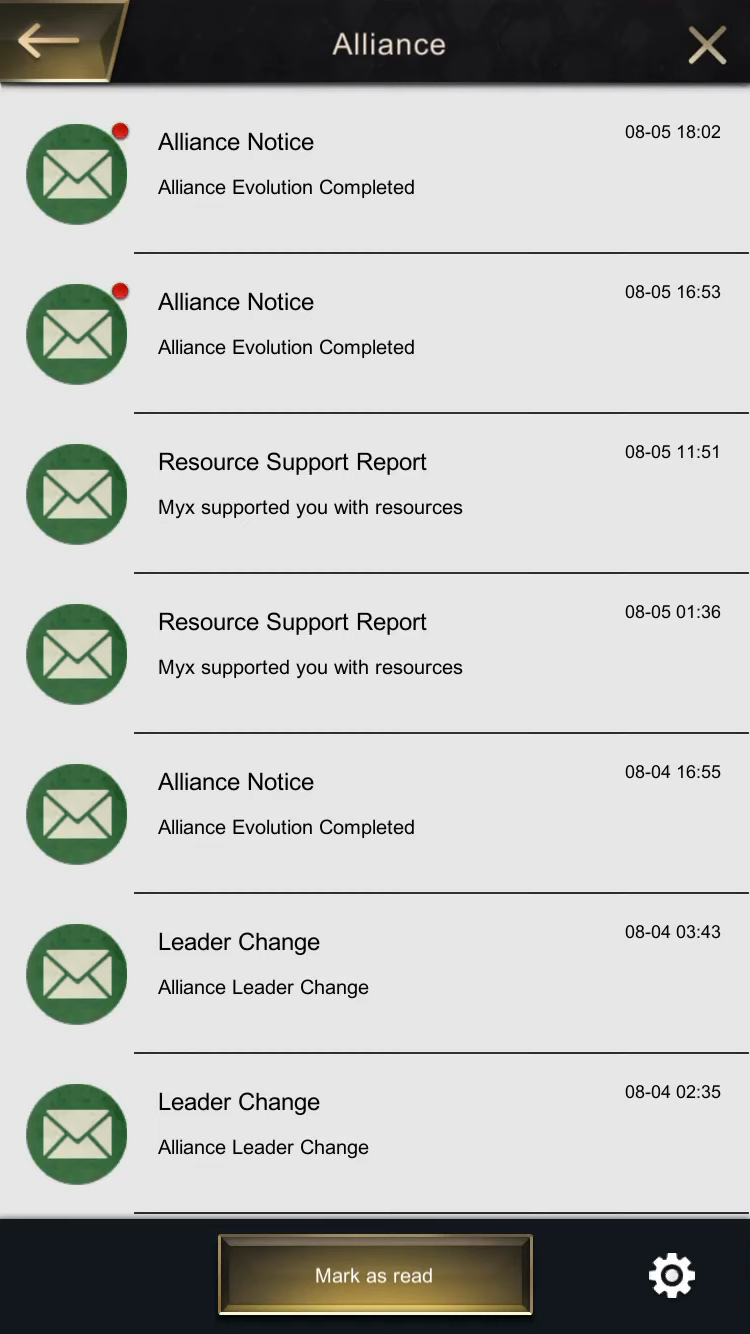 Alliance
Alliance Notice
08-05 18:02
Alliance Evolution Completed
Alliance Notice
08-05 16:53
Alliance Evolution Completed
Resource Support Report
08-05 11:51
Myx supported you with resources
Resource Support Report
08-05 01:36
Myx supported you with resources
Alliance Notice
08-04 16:55
Alliance Evolution Completed
Leader Change
08-04 03:43
Alliance Leader Change
Leader Change
08-04 02:35
Alliance Leader Change
Mark as read